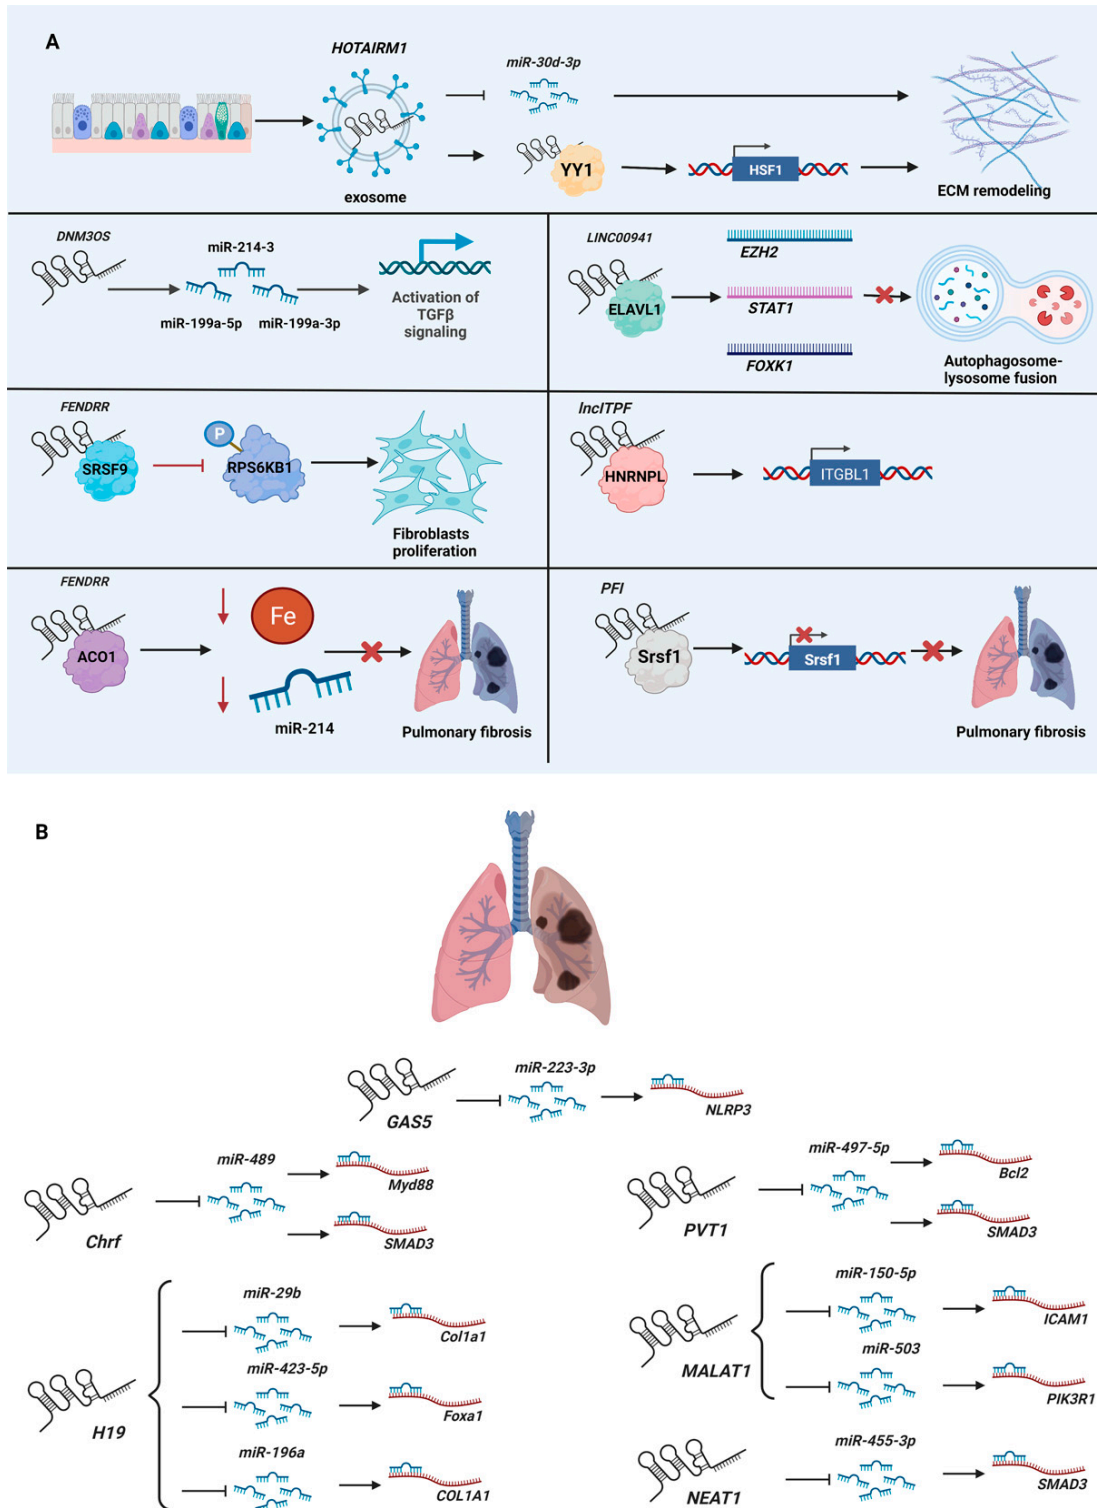 A
HOTAIRM1
miR-30d-3p
YY1
HSF1
exosome
ECM remodeling
DNM3OS
miR-214-3
miR-199a-5p
miR-199a-3p
Activation of
TGFβ
signaling
LINC00941
ELAVL1
EZH2
STAT1
FOXK1
Autophagosome-
lysosome fusion
FENDRR
SRSF9
P
RPS6KB1
Fibroblasts
proliferation
lncITPF
HNRNPL
ITGBL1
FENDRR
ACO1
Fe
miR-214
Pulmonary fibrosis
PFI
Srsf1
Srsf1
Pulmonary fibrosis
B
GAS5
miR-223-3p
NLRP3
Chrf
miR-489
Myd88
SMAD3
PVT1
miR-497-5p
Bcl2
SMAD3
H19
miR-29b
Col1a1
miR-423-5p
Foxa1
miR-196a
COL1A1
MALAT1
miR-150-5p
ICAM1
miR-503
PIK3R1
NEAT1
miR-455-3p
SMAD3